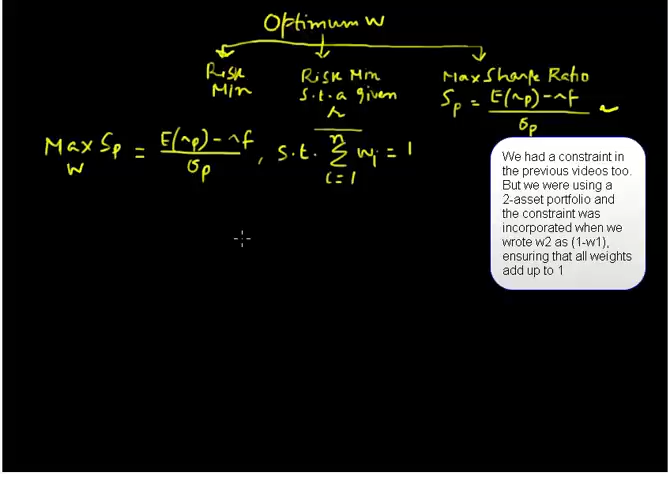 Optimum w
Risk Min
Risk Min s.t. a given r
Max Sharpe Ratio
Sp = E(rp) - rf / σp
Max Sp = E(rp) - rf / σp , s.t. n Σ i=1 wi = 1
w
We had a constraint in
the previous videos too.
But we were using a
2-asset portfolio and
the constraint was
incorporated when we
wrote w2 as (1-w1),
ensuring that all weights
add up to 1